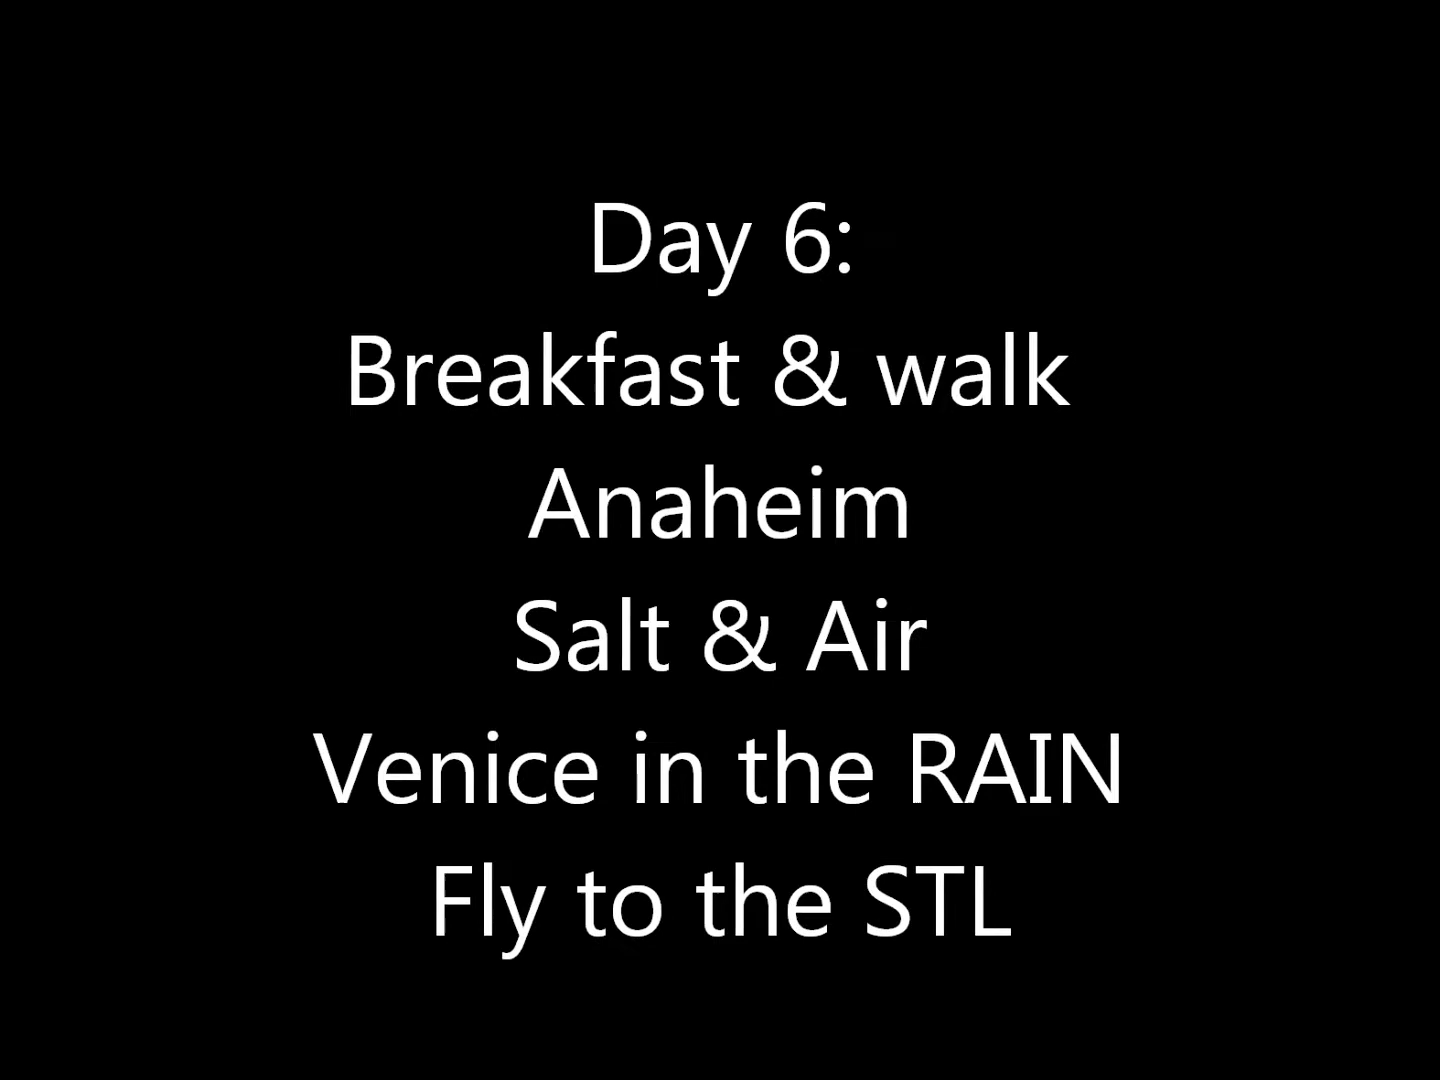 Day 6:
Breakfast & walk
Anaheim
Salt & Air
Venice in the RAIN
Fly to the STL